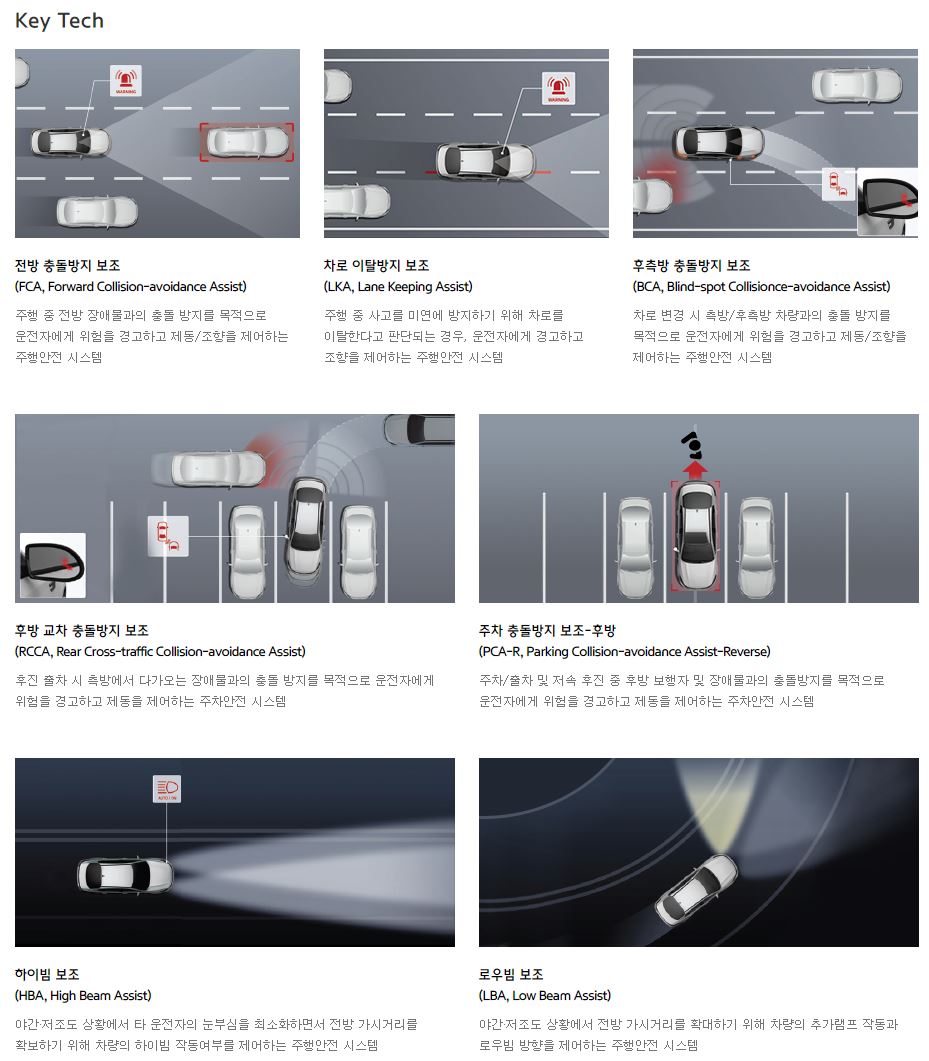 Key Tech
WARNING
WARNING
전방 충돌방지 보조
(FCA, Forward Collision-avoidance Assist)
주행 중 전방 장애물과의 충돌 방지를 목적으로
운전자에게 위험을 경고하고 제동/조향을 제어하는
주행안전 시스템
차로 이탈방지 보조
(LKA, Lane Keeping Assist)
주행 중 사고를 미연에 방지하기 위해 차로를
이탈한다고 판단되는 경우, 운전자에게 경고하고
조향을 제어하는 주행안전 시스템
후측방 충돌방지 보조
(BCA, Blind-spot Collisionce-avoidance Assist)
차로 변경 시 측방/후측방 차량과의 충돌 방지를
목적으로 운전자에게 위험을 경고하고 제동/조향을
제어하는 주행안전 시스템
후방 교차 충돌방지 보조
(RCCA, Rear Cross-traffic Collision-avoidance Assist)
후진 출차 시 측방에서 다가오는 장애물과의 충돌 방지를 목적으로 운전자에게
위험을 경고하고 제동을 제어하는 주차안전 시스템
주차 충돌방지 보조-후방
(PCA-R, Parking Collision-avoidance Assist-Reverse)
주차/출차 및 저속 후진 중 후방 보행자 및 장애물과의 충돌방지를 목적으로
운전자에게 위험을 경고하고 제동을 제어하는 주차안전 시스템
AUTO / ON
하이빔 보조
(HBA, High Beam Assist)
야간·저조도 상황에서 타 운전자의 눈부심을 최소화하면서 전방 가시거리를
확보하기 위해 차량의 하이빔 작동여부를 제어하는 주행안전 시스템
로우빔 보조
(LBA, Low Beam Assist)
야간·저조도 상황에서 전방 가시거리를 확대하기 위해 차량의 추가램프 작동과
로우빔 방향을 제어하는 주행안전 시스템